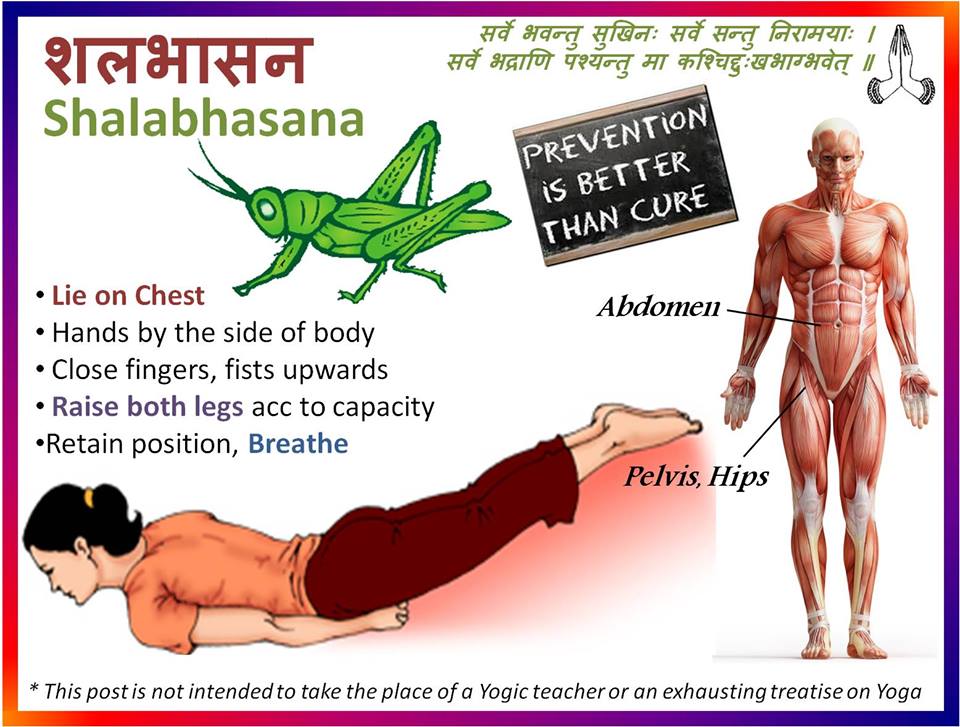 शलभासन
Shalabhasana
सर्वे भवन्तु सुखिनः सर्वे सन्तु निरामयाः ।
सर्वे भद्राणि पश्यन्तु मा कश्चिद्दुःखभाग्भवेत् ॥
PREVENTION
iS BETTER
THAN CURE
• Lie on Chest
• Hands by the side of body
• Close fingers, fists upwards
• Raise both legs acc to capacity
•Retain position, Breathe
Abdomen
Pelvis, Hips
* This post is not intended to take the place of a Yogic teacher or an exhausting treatise on Yoga